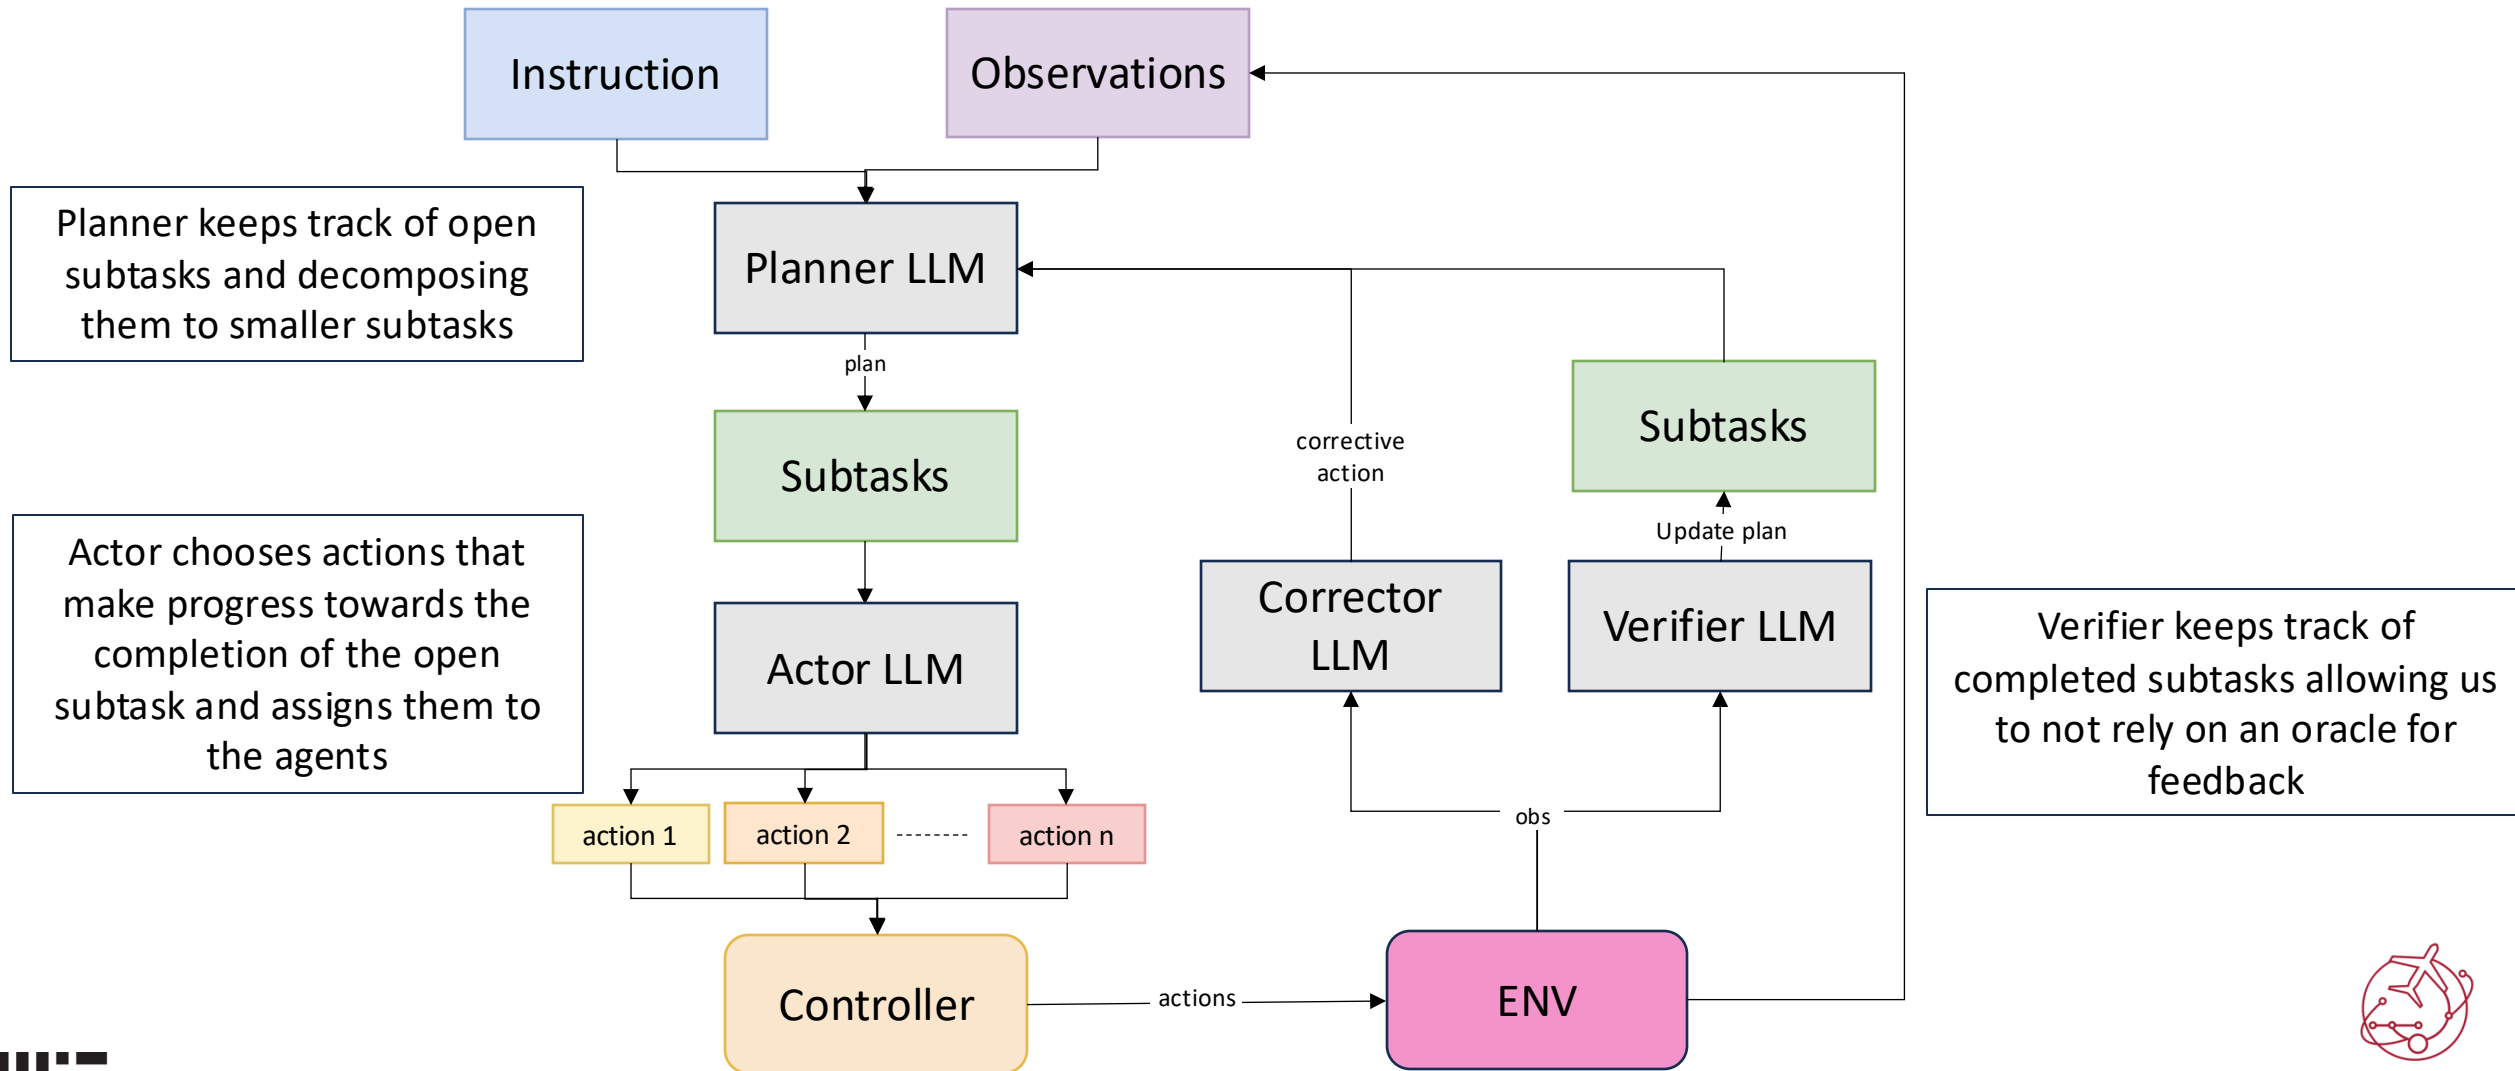 Instruction
Observations
Planner keeps track of open
subtasks and decomposing
them to smaller subtasks
Planner LLM
plan
Subtasks
corrective
action
Subtasks
Update plan
Actor chooses actions that
make progress towards the
completion of the open
subtask and assigns them to
the agents
Actor LLM
Corrector
LLM
Verifier LLM
Verifier keeps track of
completed subtasks allowing us
to not rely on an oracle for
feedback
action 1
action 2
action n
obs
Controller
actions
ENV